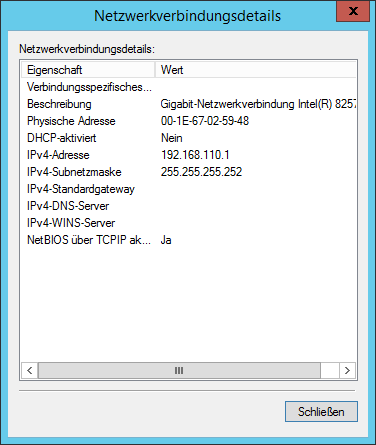 Netzwerkverbindungsdetails
Netzwerkverbindungsdetails:
Eigenschaft Wert
Verbindungsspezifisches...
Beschreibung Gigabit-Netzwerkverbindung Intel(R) 8257
Physische Adresse 00-1E-67-02-59-48
DHCP-aktiviert Nein
IPv4-Adresse 192.168.110.1
IPv4-Subnetzmaske 255.255.255.252
IPv4-Standardgateway
IPv4-DNS-Server
IPv4-WINS-Server
NetBIOS über TCPIP ak... Ja
Schließen